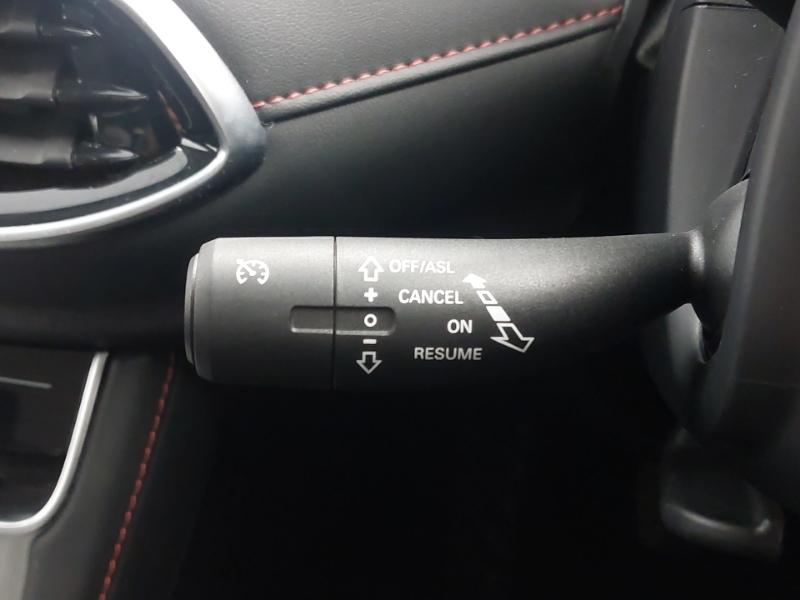 OFF/ASL
+ CANCEL
O ON
- RESUME